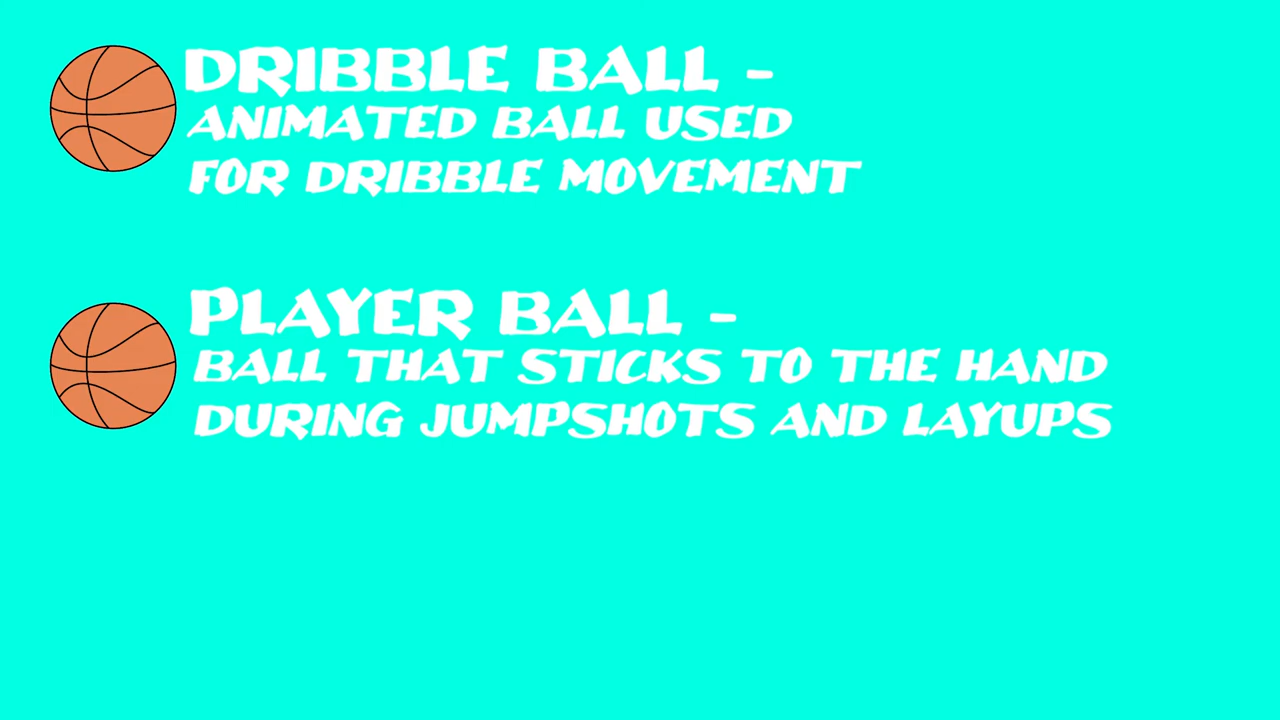 DRIBBLE BALL -
ANIMATED BALL USED
FOR DRIBBLE MOVEMENT
PLAYER BALL -
BALL THAT STICKS TO THE HAND
DURING JUMPSHOTS AND LAYUPS